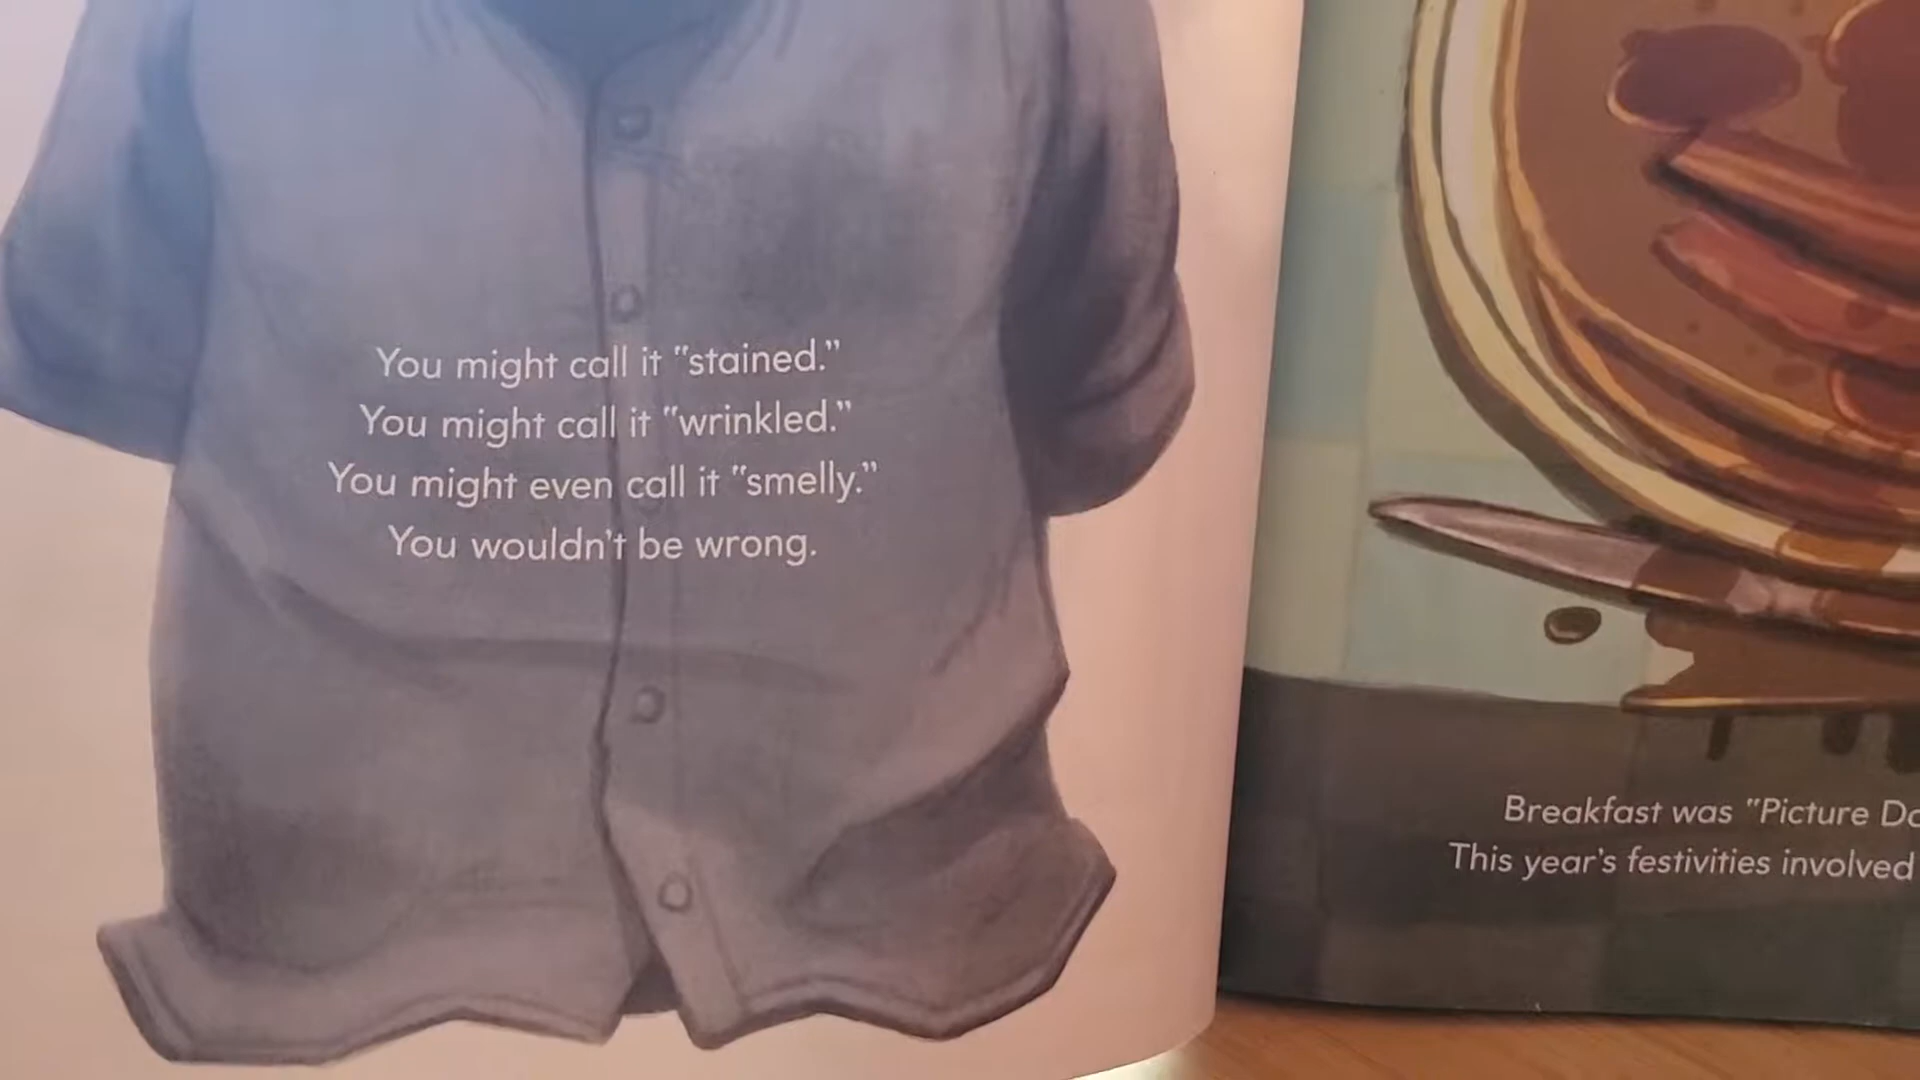 You might call it "stained."
You might call it "wrinkled."
You might even call it "smelly."
You wouldn't be wrong.
Breakfast was "Picture
This year's festivities involved